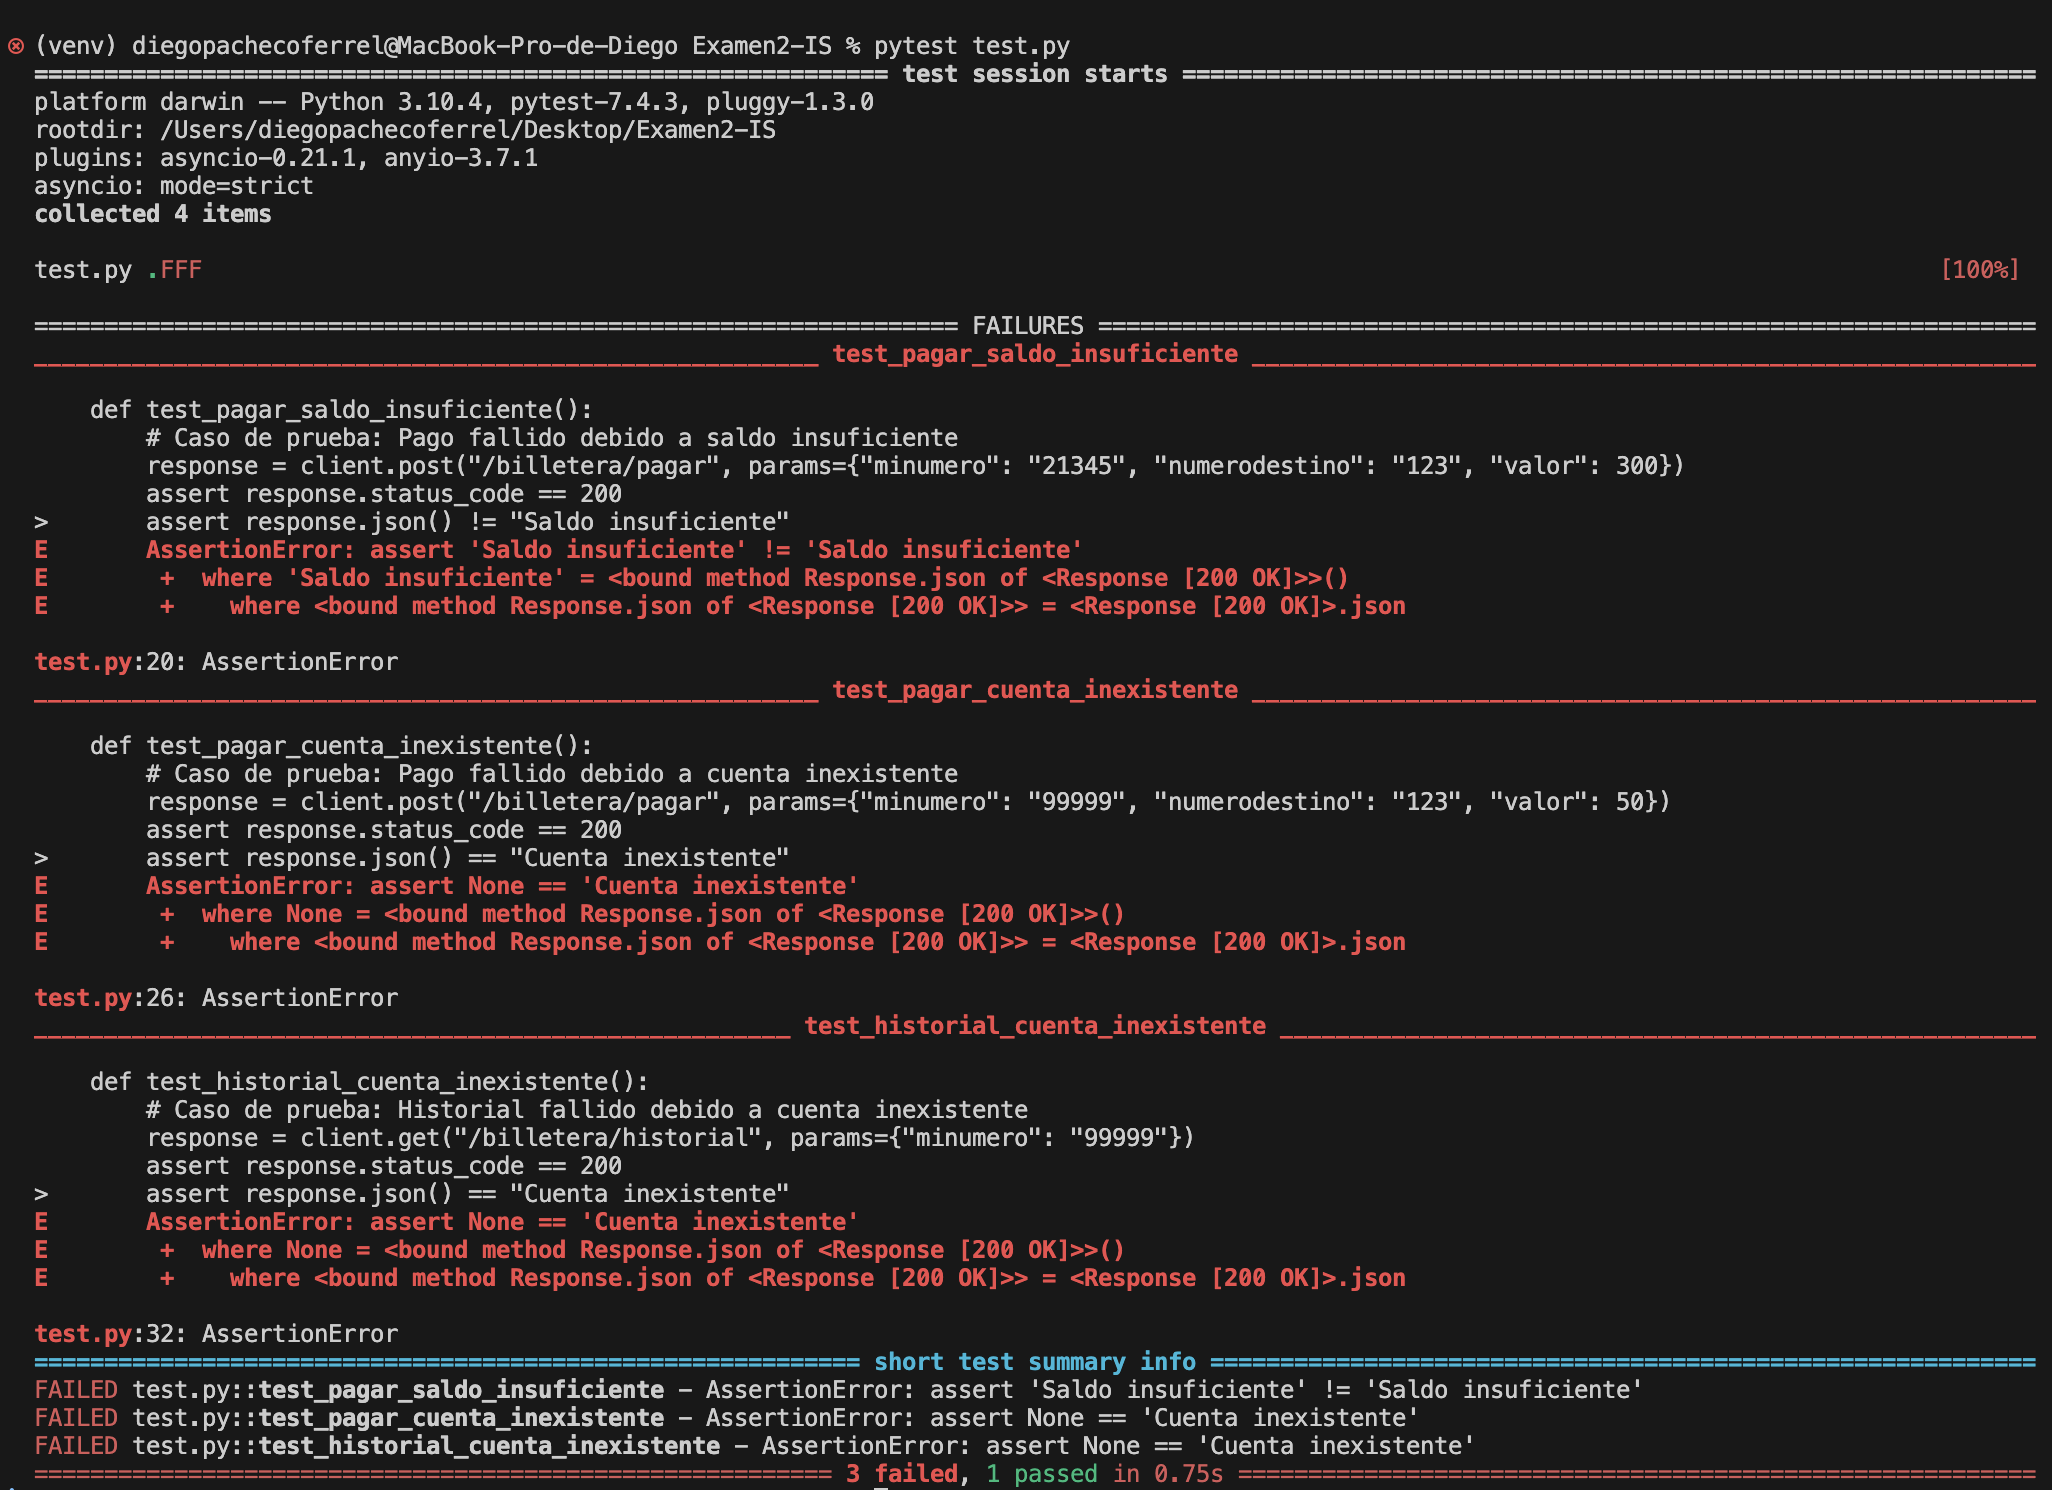 (venv) diegopachecoferrel@MacBook-Pro-de-Diego Examen2-IS % pytest test.py
============================================================= test session starts =============================================================
platform darwin -- Python 3.10.4, pytest-7.4.3, pluggy-1.3.0
rootdir: /Users/diegopachecoferrel/Desktop/Examen2-IS
plugins: asyncio-0.21.1, anyio-3.7.1
asyncio: mode=strict
collected 4 items
test.py .FFF [100%]
================================================================== FAILURES ===================================================================
________________________________________________________ test_pagar_saldo_insuficiente ________________________________________________________
    def test_pagar_saldo_insuficiente():
        # Caso de prueba: Pago fallido debido a saldo insuficiente
        response = client.post("/billetera/pagar", params={"minumero": "21345", "numerodestino": "123", "valor": 300})
        assert response.status_code == 200
>       assert response.json() != "Saldo insuficiente"
E       AssertionError: assert 'Saldo insuficiente' != 'Saldo insuficiente'
E        +  where 'Saldo insuficiente' = <bound method Response.json of <Response [200 OK]>>()
E        +    where <bound method Response.json of <Response [200 OK]>> = <Response [200 OK]>.json
test.py:20: AssertionError
________________________________________________________ test_pagar_cuenta_inexistente ________________________________________________________
    def test_pagar_cuenta_inexistente():
        # Caso de prueba: Pago fallido debido a cuenta inexistente
        response = client.post("/billetera/pagar", params={"minumero": "99999", "numerodestino": "123", "valor": 50})
        assert response.status_code == 200
>       assert response.json() == "Cuenta inexistente"
E       AssertionError: assert None == 'Cuenta inexistente'
E        +  where None = <bound method Response.json of <Response [200 OK]>>()
E        +    where <bound method Response.json of <Response [200 OK]>> = <Response [200 OK]>.json
test.py:26: AssertionError
______________________________________________________ test_historial_cuenta_inexistente ______________________________________________________
    def test_historial_cuenta_inexistente():
        # Caso de prueba: Historial fallido debido a cuenta inexistente
        response = client.get("/billetera/historial", params={"minumero": "99999"})
        assert response.status_code == 200
>       assert response.json() == "Cuenta inexistente"
E       AssertionError: assert None == 'Cuenta inexistente'
E        +  where None = <bound method Response.json of <Response [200 OK]>>()
E        +    where <bound method Response.json of <Response [200 OK]>> = <Response [200 OK]>.json
test.py:32: AssertionError
=========================================================== short test summary info ===========================================================
FAILED test.py::test_pagar_saldo_insuficiente - AssertionError: assert 'Saldo insuficiente' != 'Saldo insuficiente'
FAILED test.py::test_pagar_cuenta_inexistente - AssertionError: assert None == 'Cuenta inexistente'
FAILED test.py::test_historial_cuenta_inexistente - AssertionError: assert None == 'Cuenta inexistente'
========================================================= 3 failed, 1 passed in 0.75s =========================================================